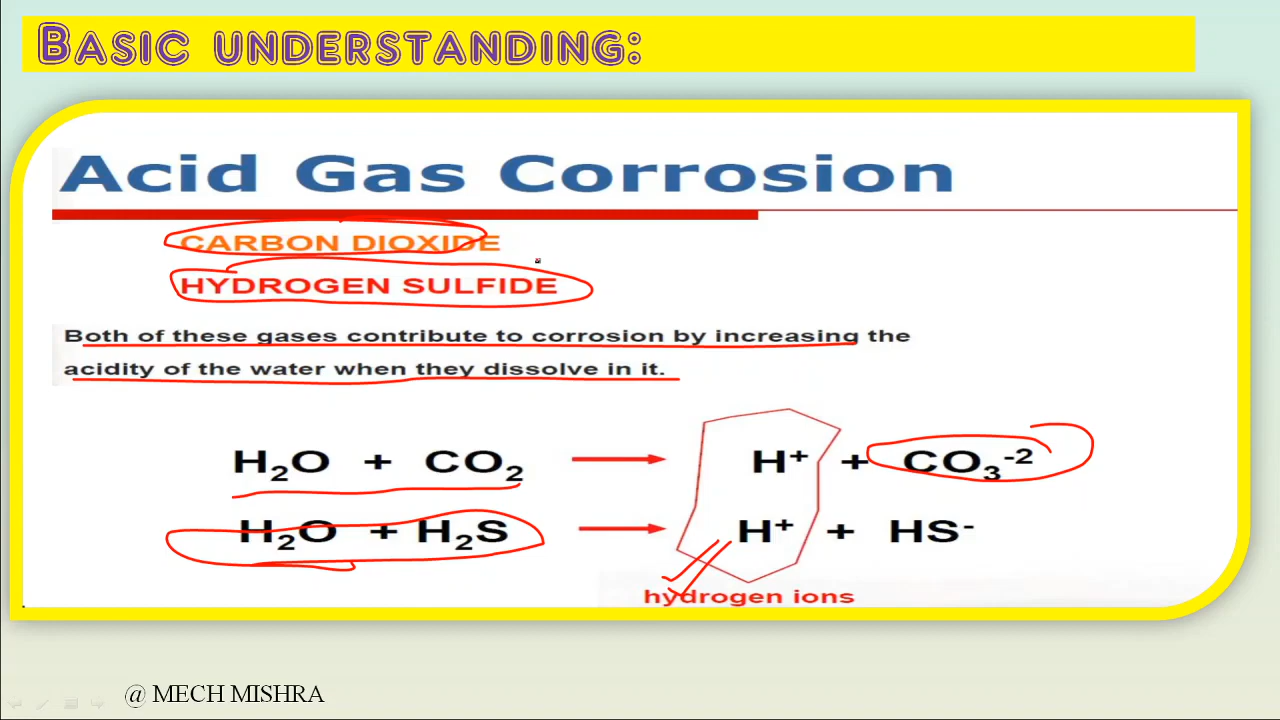 BASIC UNDERSTANDING:
Acid Gas Corrosion
CARBON DIOXIDE
HYDROGEN SULFIDE
Both of these gases contribute to corrosion by increasing the
acidity of the water when they dissolve in it.
H₂O + CO₂ → H⁺ + CO₃⁻²
H₂O + H₂S → H⁺ + HS⁻
hydrogen ions
@ MECH MISHRA